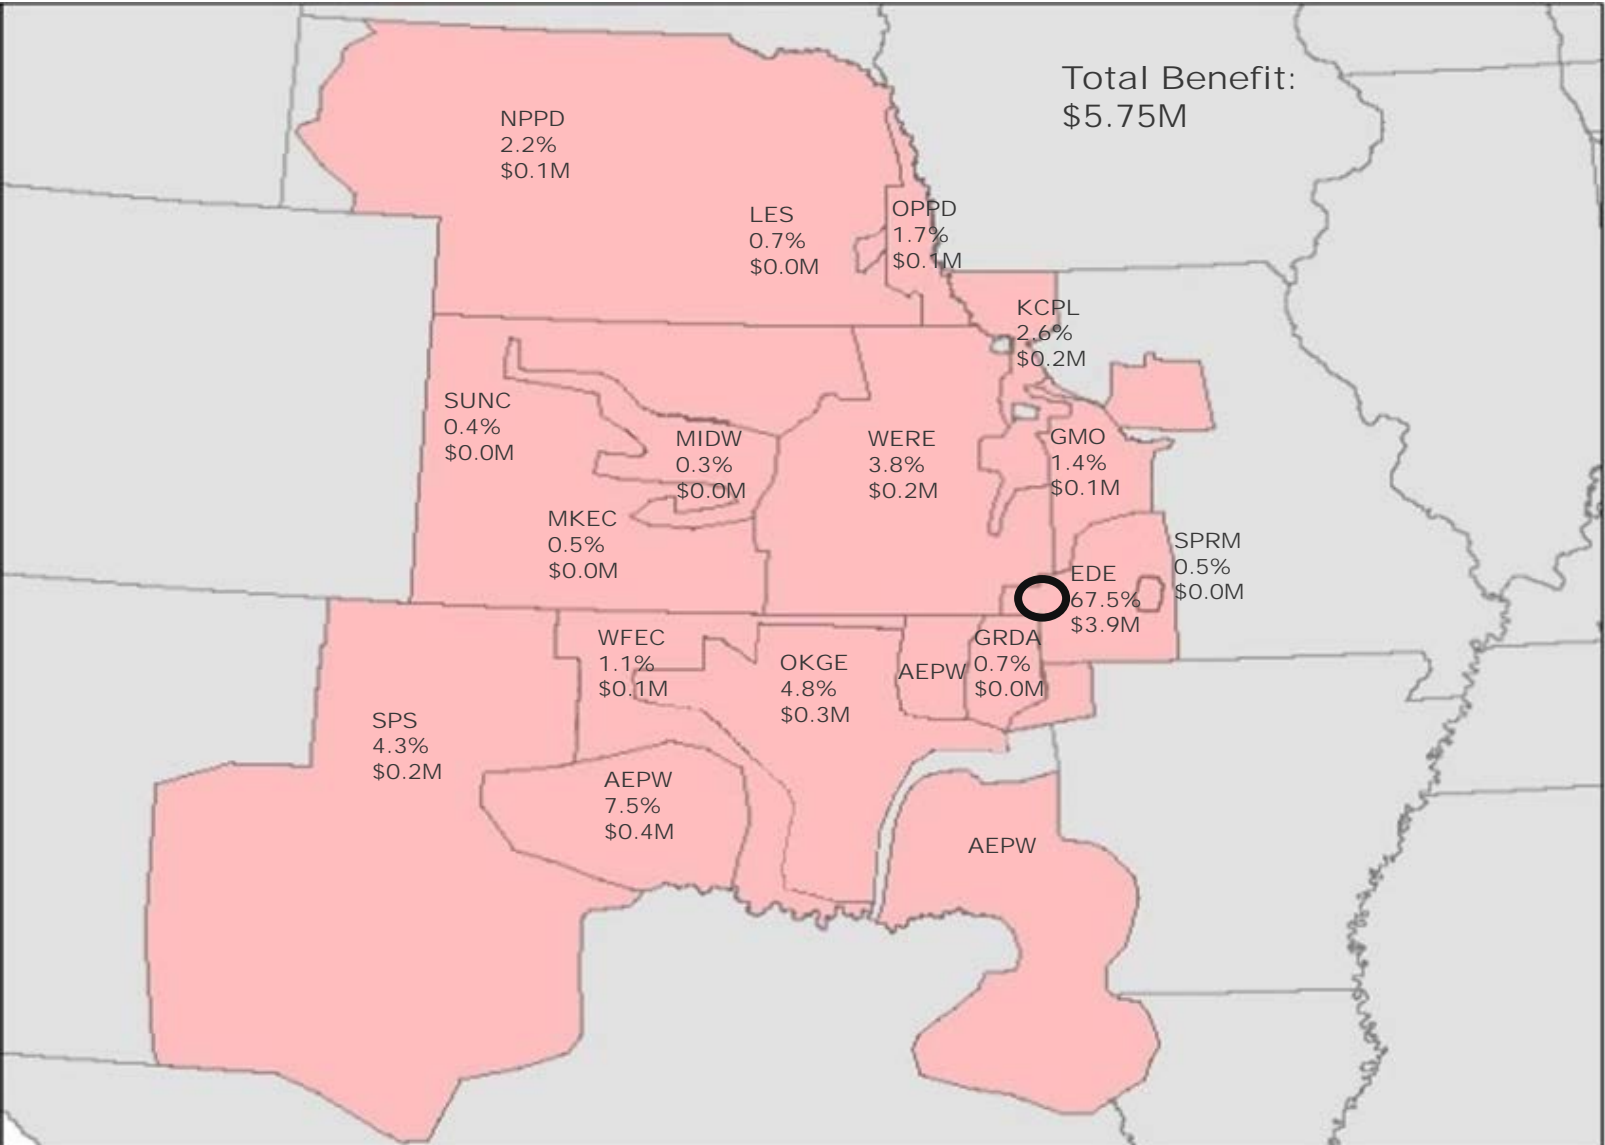 Total Benefit:
$5.75M
NPPD
2.2%
$0.1M
LES
0.7%
$0.0M
OPPD
1.7%
$0.1M
KCPL
2.6%
$0.2M
SUNC
0.4%
$0.0M
MIDW
0.3%
$0.0M
WERE
3.8%
$0.2M
GMO
1.4%
$0.1M
MKEC
0.5%
$0.0M
SPRM
0.5%
$0.0M
EDE
67.5%
$3.9M
WFEC
1.1%
$0.1M
OKGE
4.8%
$0.3M
AEPW
GRDA
0.7%
$0.0M
SPS
4.3%
$0.2M
AEPW
7.5%
$0.4M
AEPW